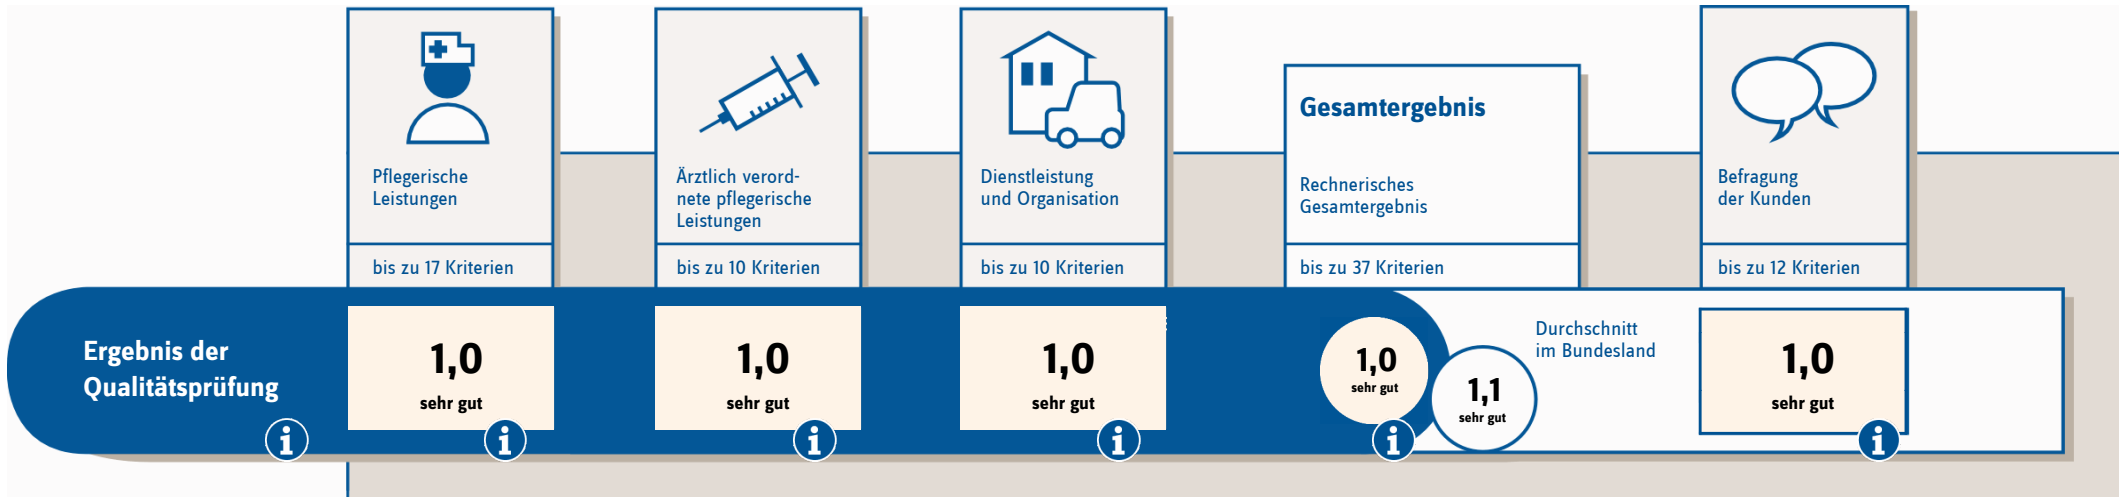 Pflegerische
Leistungen
bis zu 17 Kriterien
Ärztlich verord-
nete pflegerische
Leistungen
bis zu 10 Kriterien
Dienstleistung
und Organisation
bis zu 10 Kriterien
Gesamtergebnis
Rechnerisches
Gesamtergebnis
bis zu 37 Kriterien
Befragung
der Kunden
bis zu 12 Kriterien
Ergebnis der
Qualitätsprüfung
i
1,0
sehr gut
i
1,0
sehr gut
i
1,0
sehr gut
i
1,0
sehr gut
i
1,1
sehr gut
Durchschnitt
im Bundesland
1,0
sehr gut
i